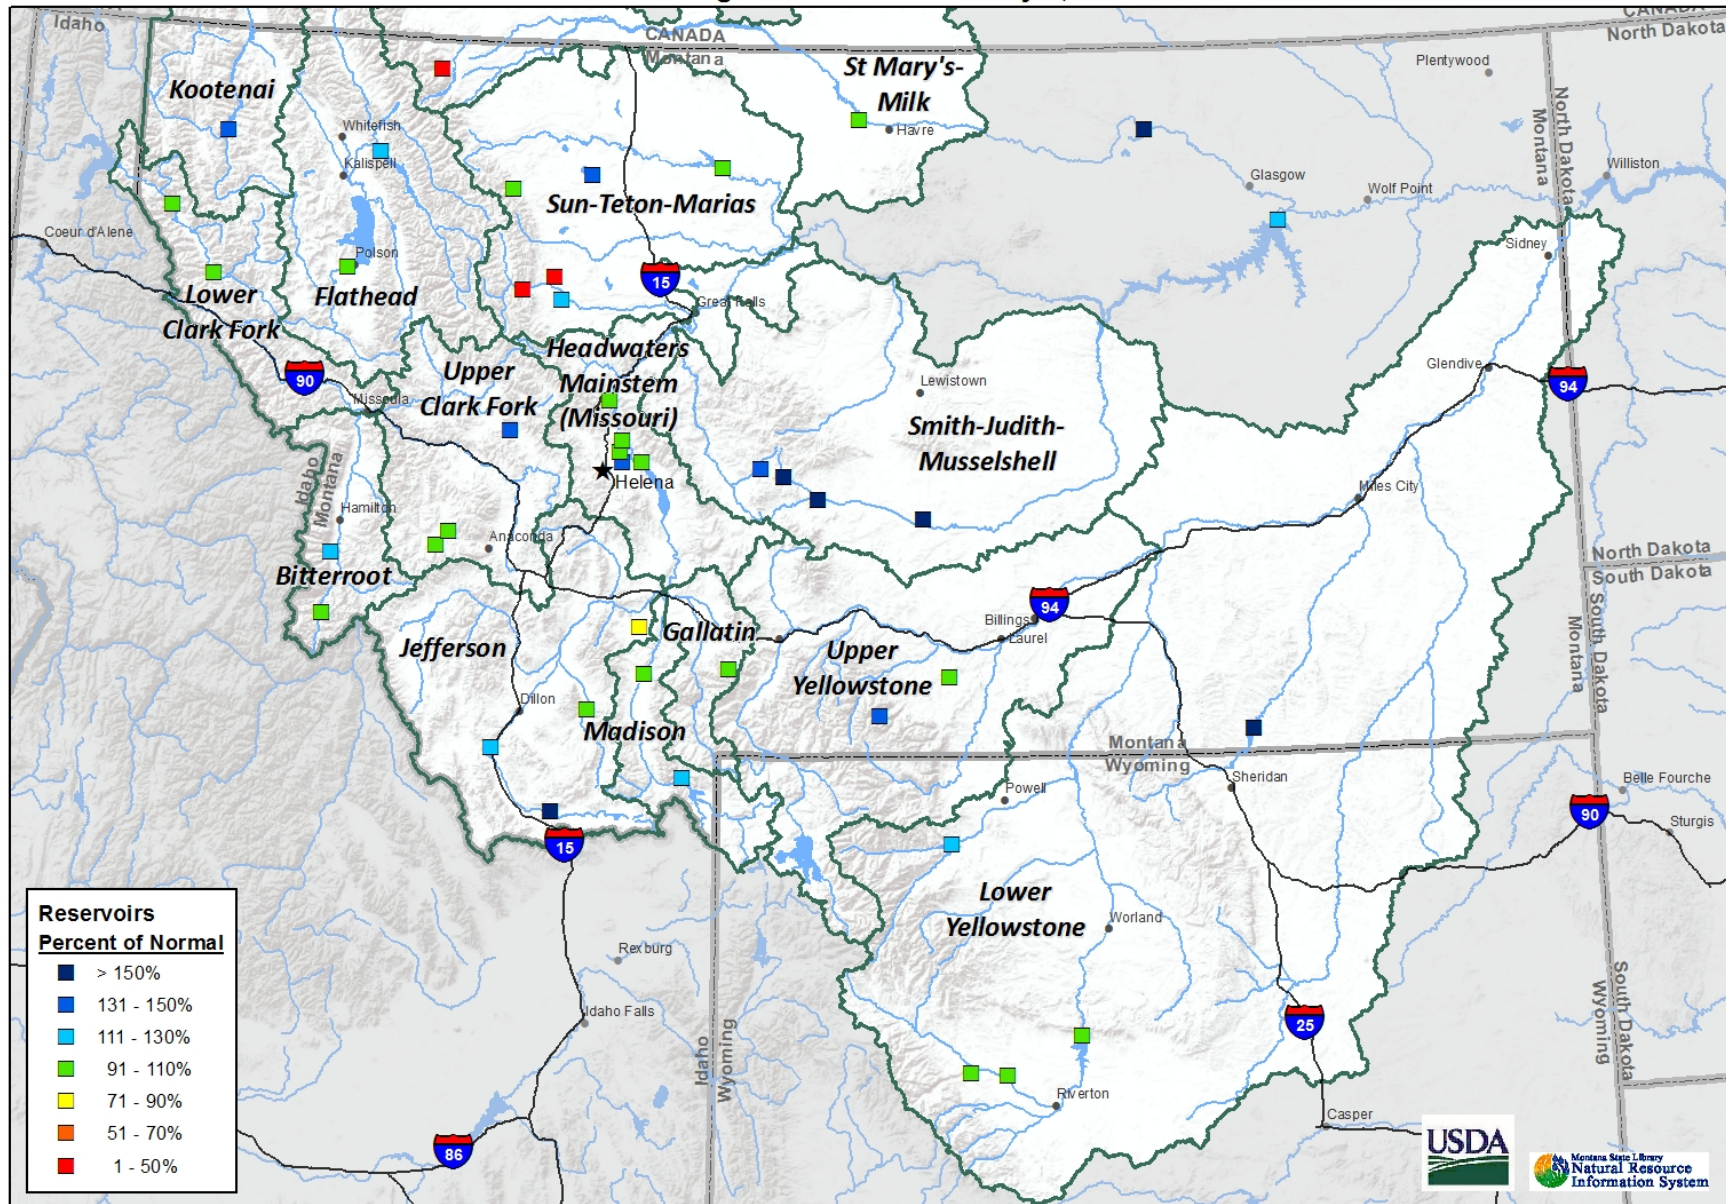 Idaho
CANADA
Montana
CANADA
North Dakota
Kootenai
St Mary's-
Milk
Plentywood
Whitefish
Kalispell
Havre
Montana
North Dakota
Williston
Glasgow
Wolf Point
Sun-Teton-Marias
Coeur d'Alene
Polson
Sidney
Lower
Clark Fork
Flathead
15
Great Falls
Headwaters
Mainstem
(Missouri)
Upper
Clark Fork
90
Missoula
Lewistown
Glendive
94
Smith-Judith-
Musselshell
Helena
Idaho
Montana
Hamilton
Anaconda
Miles City
Bitterroot
North Dakota
South Dakota
Montana
South Dakota
Jefferson
Gallatin
Billings
94
Laurel
Upper
Yellowstone
Dillon
Madison
Montana
Wyoming
Powell
Sheridan
Belle Fourche
90
Sturgis
15
Lower
Yellowstone
Worland
Reservoirs
Percent of Normal
> 150%
131 - 150%
111 - 130%
91 - 110%
71 - 90%
51 - 70%
1 - 50%
Rexburg
Idaho Falls
Idaho
Wyoming
25
Wyoming
South Dakota
Riverton
Casper
86
USDA
Montana State Library
Natural Resource
Information System